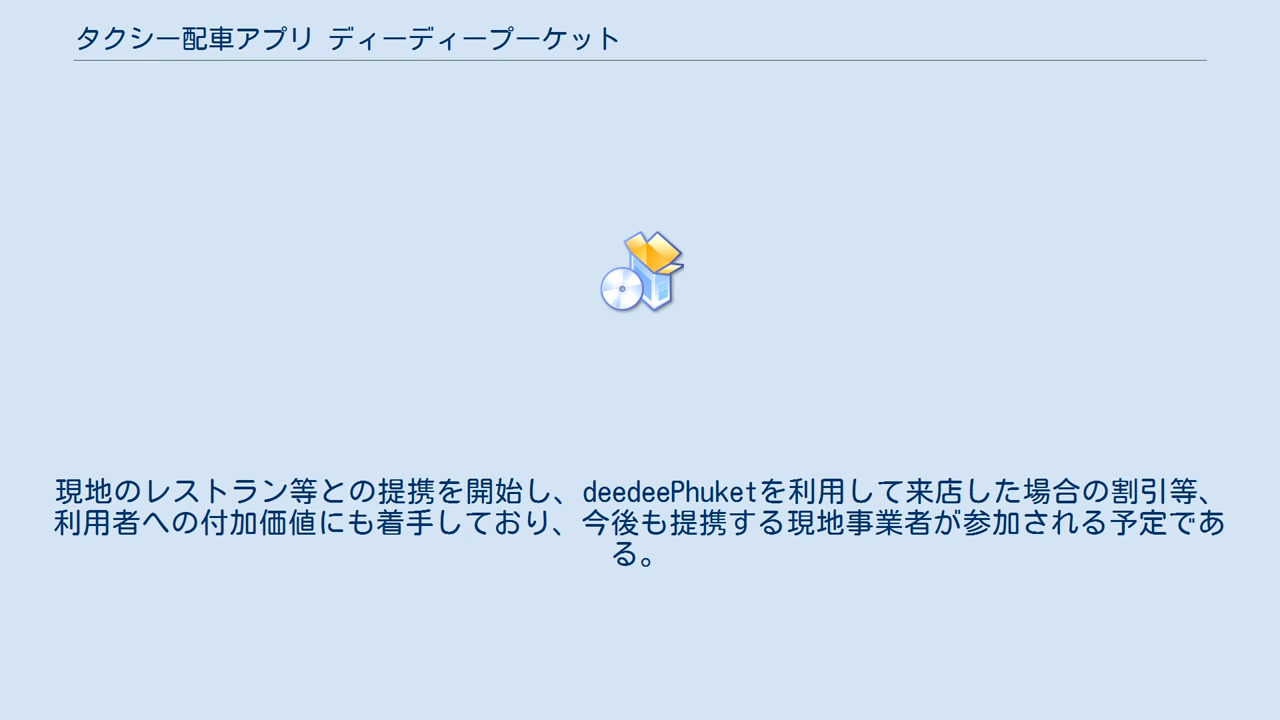 タクシー配車アプリ ディーディープーケット
現地のレストラン等との提携を開始し、deedeePhuketを利用して来店した場合の割引等、
利用者への付加価値にも着手しており、今後も提携する現地事業者が参加される予定であ
る。